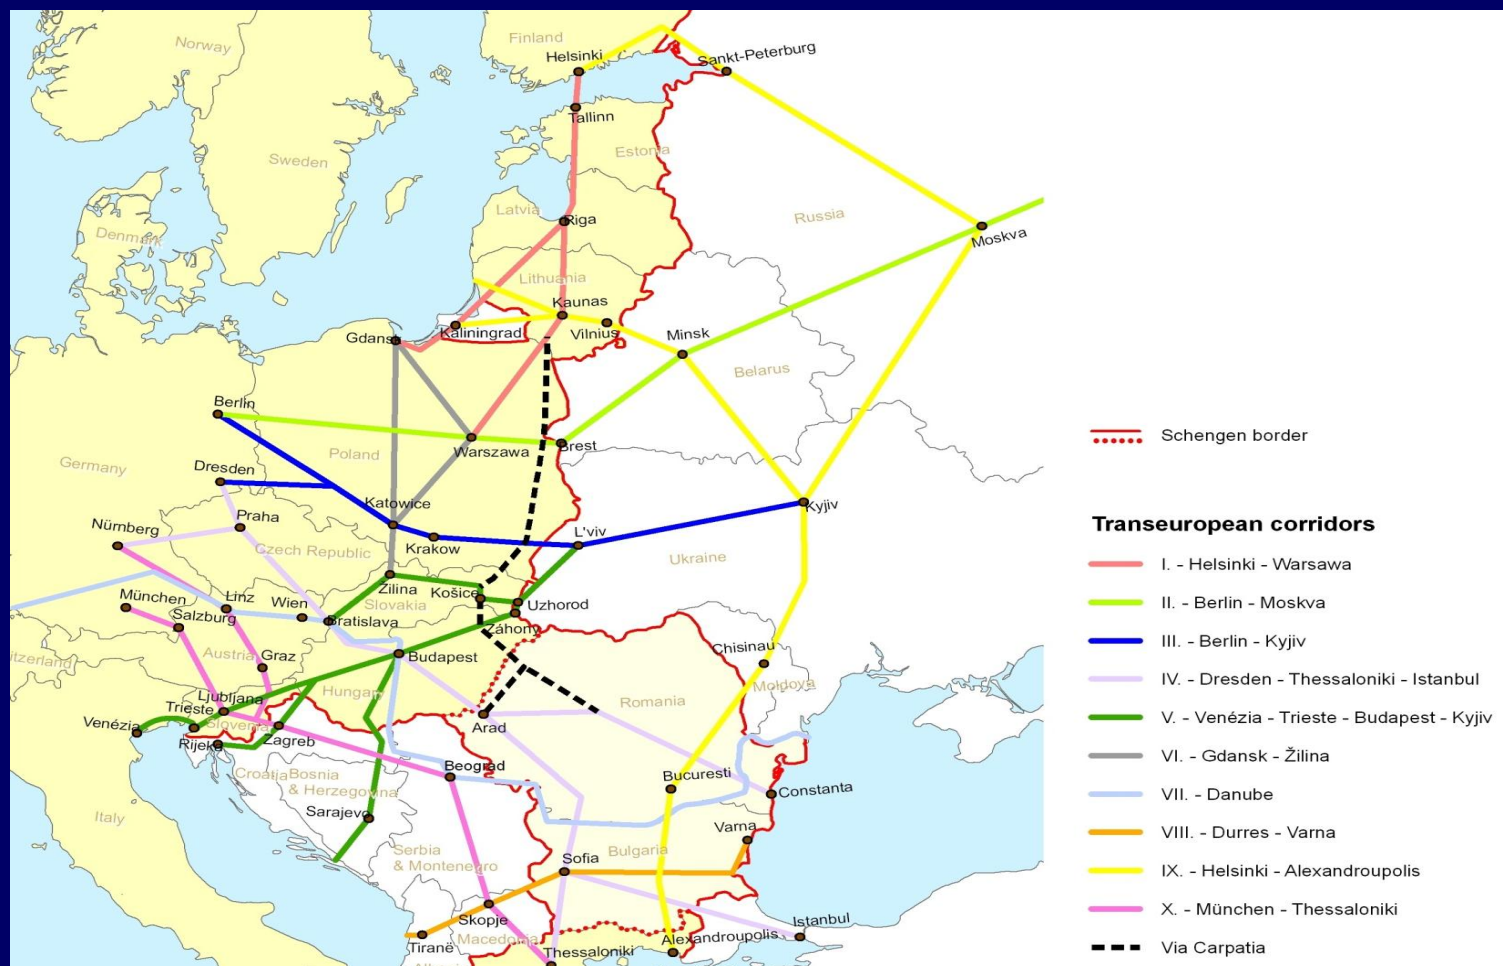 Norway
Finland
Helsinki
Sankt-Peterburg
Tallinn
Sweden
Estonia
Latvia
Riga
Russia
Moskva
Denmark
Lithuania
Kaunas
Kaliningrad
Vilnius
Minsk
Gdansk
Belarus
Berlin
Warszawa
Brest
Poland
Germany
Dresden
Katowice
Kyjiv
Praha
Nürnberg
Krakow
L'viv
Czech Republic
Ukraine
Žilina
Košice
München
Linz
Wien
Slovakia
Uzhorod
Salzburg
Bratislava
Záhony
Austria
Graz
Budapest
Chisinau
itzerland
Hungary
Moldova
Ljubljana
Trieste
Romania
Venézia
Slovenia
Arad
Rijeka
Zagreb
Beograd
Bucuresti
Croatia
Bosnia
& Herzegovina
Constanta
Sarajevo
Italy
Varna
Serbia
& Montenegro
Sofia
Bulgaria
Skopje
Istanbul
Tiranë
Macedonia
Thessaloniki
Alexandroupolis
Schengen border
Transeuropean corridors
I. - Helsinki - Warsawa
II. - Berlin - Moskva
III. - Berlin - Kyjiv
IV. - Dresden - Thessaloniki - Istanbul
V. - Venézia - Trieste - Budapest - Kyjiv
VI. - Gdansk - Žilina
VII. - Danube
VIII. - Durres - Varna
IX. - Helsinki - Alexandroupolis
X. - München - Thessaloniki
Via Carpatia